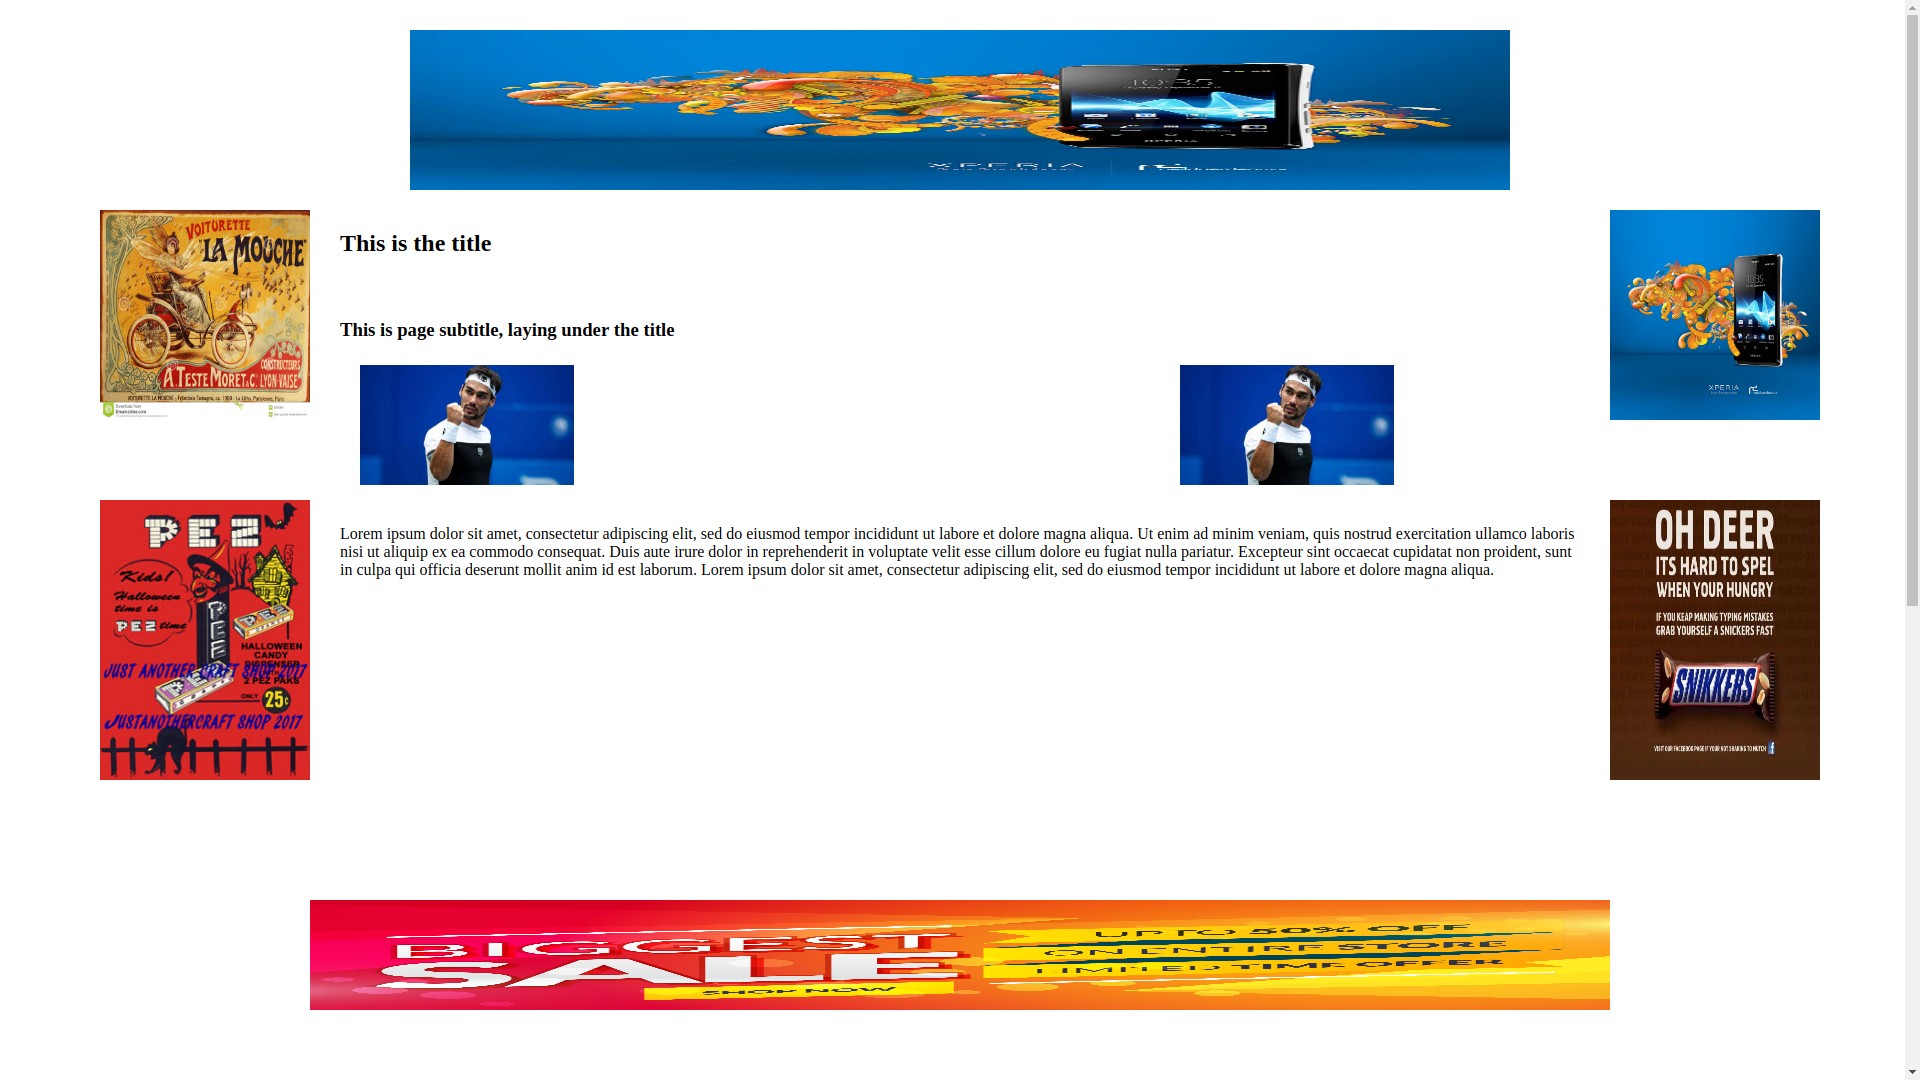 10:35
XPERIA
XPERIA
VOITURETTE
"LA MOUCHE"
CONSTRUCTEURS
A. TESTE MORET & C.ie LYON-VAISE
This is the title
10:35
XPERIA
XPERIA
This is page subtitle, laying under the title
PEZ
Kids!
Halloween
time is
PEZ time
PEZ
HALLOWEEN
CANDY
DISPENSER
2 PEZ PAKS
ONLY 25¢
JUST ANOTHER CRAFT SHOP 2017
JUSTANOTHERCRAFT SHOP 2017
Lorem ipsum dolor sit amet, consectetur adipiscing elit, sed do eiusmod tempor incididunt ut labore et dolore magna aliqua. Ut enim ad minim veniam, quis nostrud exercitation ullamco laboris
nisi ut aliquip ex ea commodo consequat. Duis aute irure dolor in reprehenderit in voluptate velit esse cillum dolore eu fugiat nulla pariatur. Excepteur sint occaecat cupidatat non proident, sunt
in culpa qui officia deserunt mollit anim id est laborum. Lorem ipsum dolor sit amet, consectetur adipiscing elit, sed do eiusmod tempor incididunt ut labore et dolore magna aliqua.
OH DEER
ITS HARD TO SPEL
WHEN YOUR HUNGRY
IF YOU KEAP MAKING TYPING MISTAKES
GRAB YOURSELF A SNICKERS FAST
SNIKKERS
VISIT OUR FACEBOOK PAGE IF YOUR NOT SHAKING TO MUTCH
BIGGEST
SALE
SHOP NOW
UP TO 50% OFF
ON ENTIRE STORE
LIMITED TIME OFFER